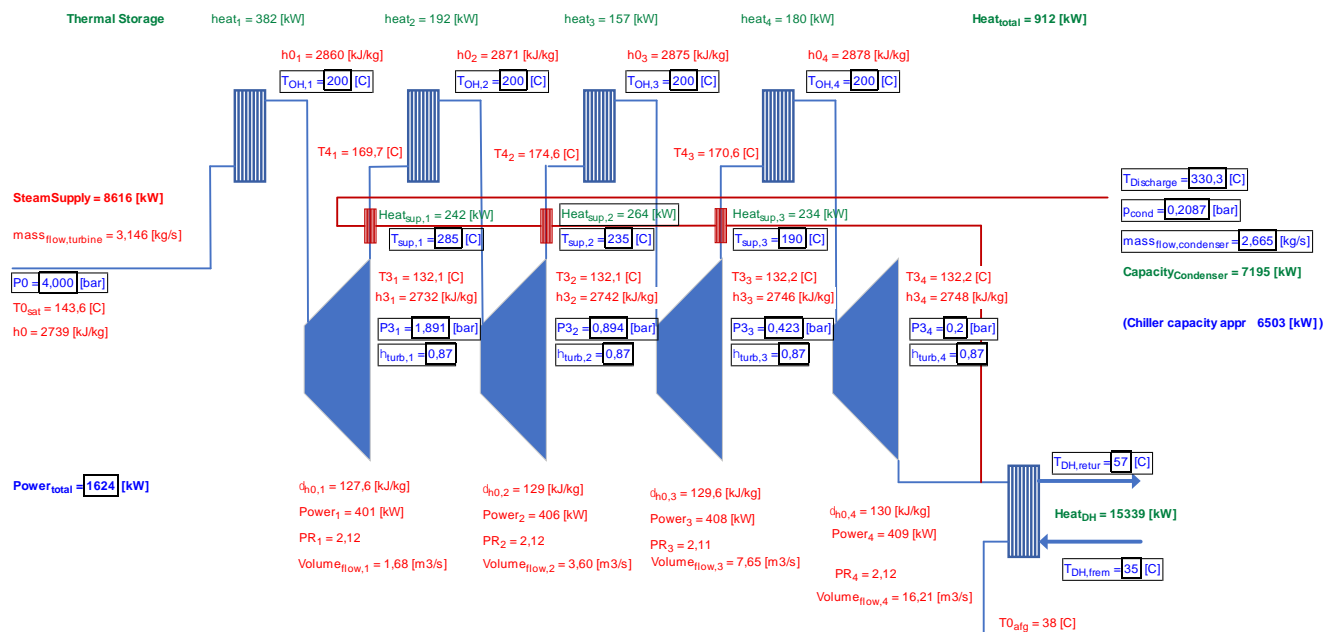 Thermal Storage heat1 = 382 [kW] heat2 = 192 [kW] heat3 = 157 [kW] heat4 = 180 [kW] Heattotal = 912 [kW]
h01 = 2860 [kJ/kg] h02 = 2871 [kJ/kg] h03 = 2875 [kJ/kg] h04 = 2878 [kJ/kg]
TOH,1 = 200 [C] TOH,2 = 200 [C] TOH,3 = 200 [C] TOH,4 = 200 [C]
T41 = 169,7 [C] T42 = 174,6 [C] T43 = 170,6 [C]
TDischarge = 330,3 [C]
SteamSupply = 8616 [kW]
pcond = 0,2087 [bar]
Heatsup,1 = 242 [kW] Heatsup,2 = 264 [kW] Heatsup,3 = 234 [kW]
massflow,turbine = 3,146 [kg/s] Tsup,1 = 285 [C] Tsup,2 = 235 [C] Tsup,3 = 190 [C] massflow,condenser = 2,665 [kg/s]
CapacityCondenser = 7195 [kW]
P0 = 4,000 [bar] T31 = 132,1 [C] T32 = 132,1 [C] T33 = 132,2 [C] T34 = 132,2 [C]
h31 = 2732 [kJ/kg] h32 = 2742 [kJ/kg] h33 = 2746 [kJ/kg] h34 = 2748 [kJ/kg]
T0sat = 143,6 [C]
P31 = 1,891 [bar] P32 = 0,894 [bar] P33 = 0,423 [bar] P34 = 0,2 [bar] (Chiller capacity appr 6503 [kW] )
h0 = 2739 [kJ/kg]
hturb,1 = 0,87 hturb,2 = 0,87 hturb,3 = 0,87 hturb,4 = 0,87
TDH,retur = 57 [C]
Powertotal = 1624 [kW]
dh0,1 = 127,6 [kJ/kg] dh0,2 = 129 [kJ/kg] dh0,3 = 129,6 [kJ/kg] dh0,4 = 130 [kJ/kg]
HeatDH = 15339 [kW]
Power1 = 401 [kW] Power2 = 406 [kW] Power3 = 408 [kW] Power4 = 409 [kW]
PR1 = 2,12 PR2 = 2,12 PR3 = 2,11 PR4 = 2,12
Volumeflow,1 = 1,68 [m3/s] Volumeflow,2 = 3,60 [m3/s] Volumeflow,3 = 7,65 [m3/s] Volumeflow,4 = 16,21 [m3/s]
TDH,frem = 35 [C]
T0afg = 38 [C]